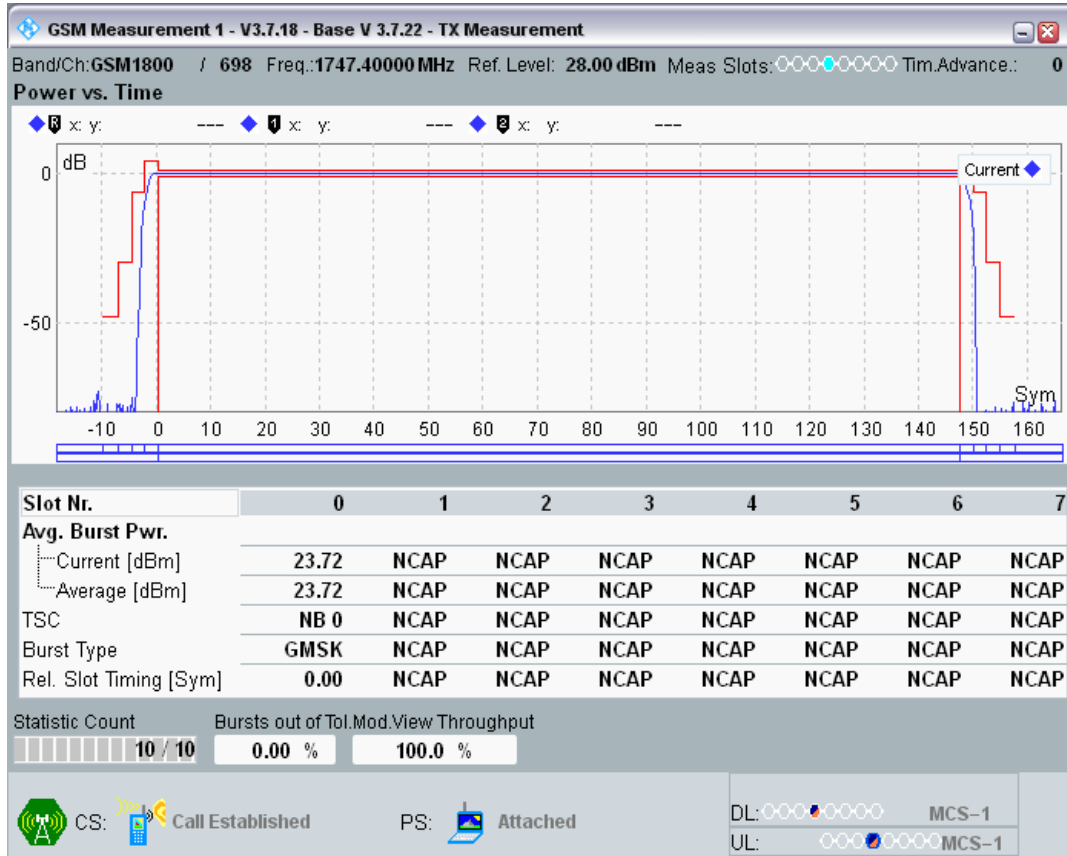 GSM Measurement 1 - V3.7.18 - Base V 3.7.22 - TX Measurement
Band/Ch:GSM1800 / 698 Freq.:1747.40000 MHz Ref. Level: 28.00 dBm Meas Slots: Tim.Advance.: 0
Power vs. Time
R x: y: --- 1 x: y: --- 2 x: y: ---
dB
0
Current
-50
Sym
-10 0 10 20 30 40 50 60 70 80 90 100 110 120 130 140 150 160
Slot Nr. 0 1 2 3 4 5 6 7
Avg. Burst Pwr.
Current [dBm] 23.72 NCAP NCAP NCAP NCAP NCAP NCAP NCAP
Average [dBm] 23.72 NCAP NCAP NCAP NCAP NCAP NCAP NCAP
TSC NB 0 NCAP NCAP NCAP NCAP NCAP NCAP NCAP
Burst Type GMSK NCAP NCAP NCAP NCAP NCAP NCAP NCAP
Rel. Slot Timing [Sym] 0.00 NCAP NCAP NCAP NCAP NCAP NCAP NCAP
Statistic Count Bursts out of Tol. Mod.View Throughput
10 / 10 0.00 % 100.0 %
CS: Call Established PS: Attached
DL: MCS-1
UL: MCS-1